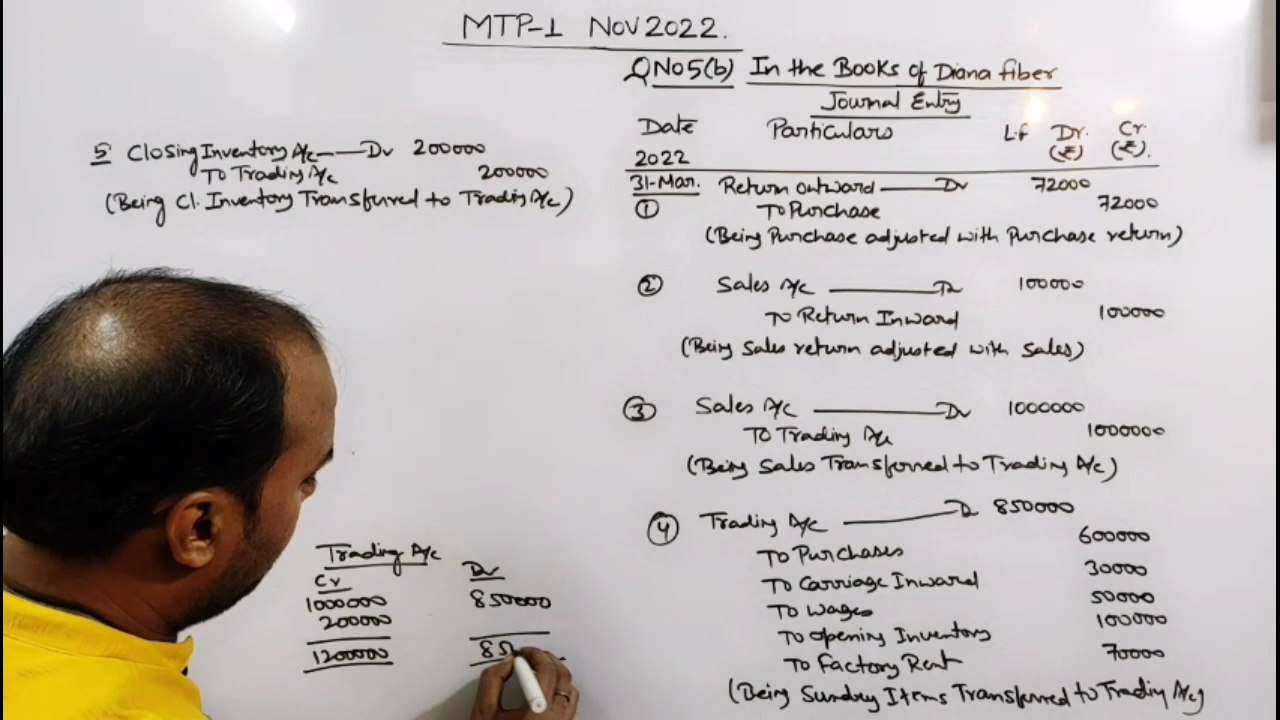 MTP-1 NOV 2022.
QNo5(b) In the Books of Diana fiber
Journal Entry
Date Particulars L.f Dr. (₹) Cr. (₹).
2022
31-Mar. Return outward Dr 72000
① To Purchase 72000
(Being Purchase adjusted with Purchase return)
② Sales A/c Dr 100000
To Return Inward 100000
(Being Sales return adjusted with Sales)
③ Sales A/c Dr 1000000
To Trading A/c 1000000
(Being Sales Transferred to Trading A/c)
④ Trading A/c Dr 850000
To Purchases 600000
To Carriage Inward 30000
To Wages 50000
To Opening Inventory 100000
To Factory Rent 70000
(Being Sundry Items Transferred to Trading A/c)
5 Closing Inventory A/c Dr 200000
To Trading A/c 200000
(Being Cl. Inventory Transferred to Trading A/c)
Trading A/c
Cr Dr
1000000 850000
200000
1200000 85